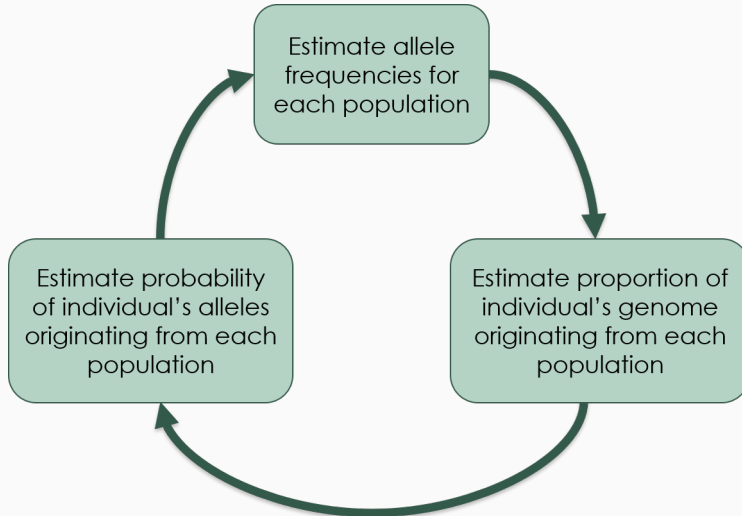 Estimate allele
frequencies for
each population
Estimate probability
of individual’s alleles
originating from each
population
Estimate proportion of
individual’s genome
originating from each
population